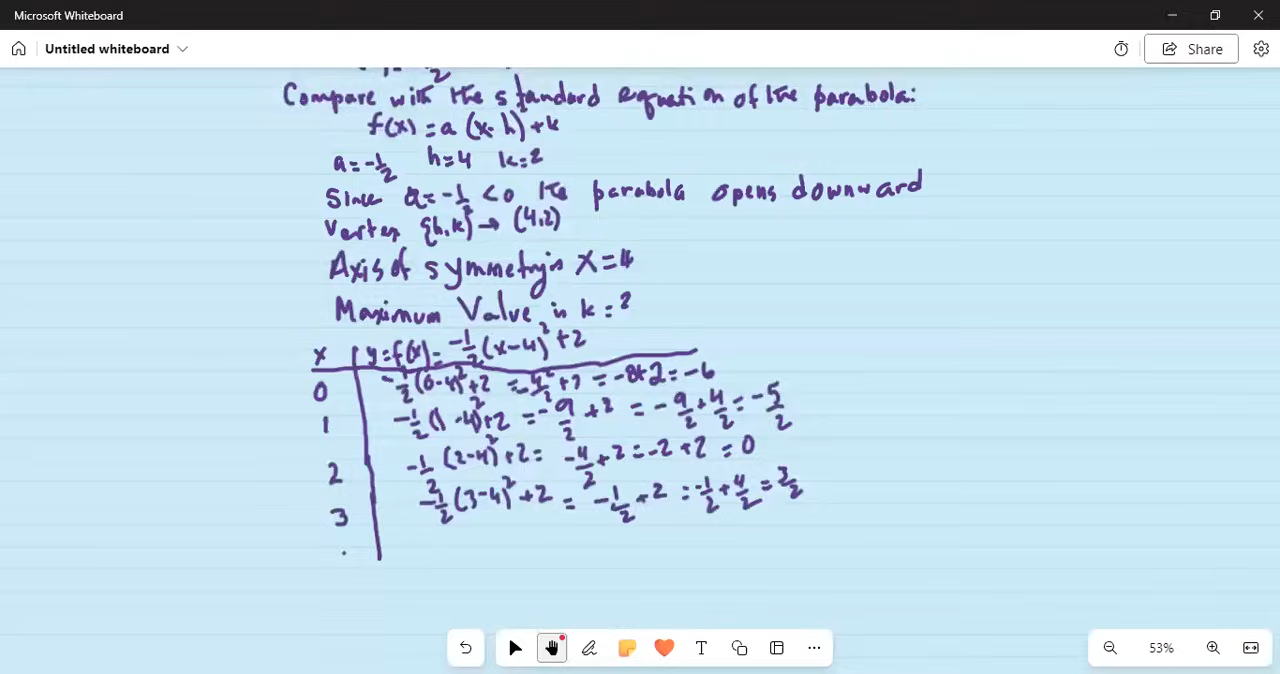 Microsoft Whiteboard
Untitled whiteboard
Share
Compare with the standard equation of the parabola:
f(x) = a (x-h)² + k
a = -1/2 h = 4 k = 2
Since a = -1/2 < 0 the parabola opens downward
Vertex {h, k} → (4, 2)
Axis of symmetry is x = 4
Maximum Value is k = 2
x | y = f(x) = -1/2 (x-4)² + 2
0 | -1/2 (0-4)² + 2 = -4²/2 + 2 = -8+2 = -6
1 | -1/2 (1-4)² + 2 = -9/2 + 2 = -9/2 + 4/2 = -5/2
2 | -1/2 (2-4)² + 2 = -4/2 + 2 = -2 + 2 = 0
3 | -1/2 (3-4)² + 2 = -1/2 + 2 = -1/2 + 4/2 = 3/2
53%